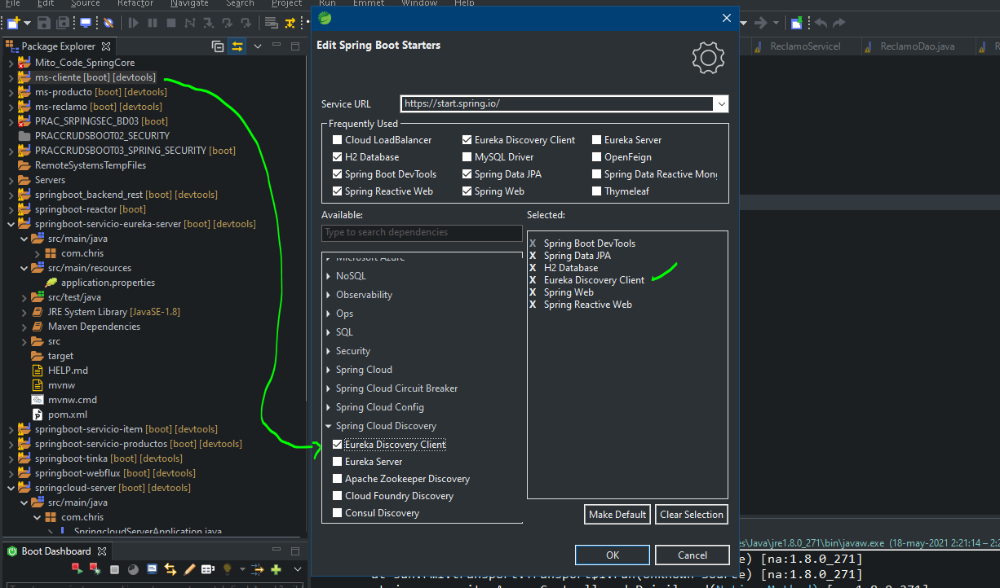 File Edit Source Refactor Navigate Search Project Run Emmet Window Help
Package Explorer
Mito_Code_SpringCore
ms-cliente [boot] [devtools]
ms-producto [boot] [devtools]
ms-reclamo [boot] [devtools]
PRAC_SRPINGSEC_BD03 [boot]
PRACCRUDSBOOT02_SECURITY
PRACCRUDSBOOT03_SPRING_SECURITY [boot]
RemoteSystemsTempFiles
Servers
springboot_backend_rest [boot] [devtools]
springboot-reactor [boot]
springboot-servicio-eureka-server [boot] [devtools]
src/main/java
com.chris
src/main/resources
application.properties
src/test/java
JRE System Library [JavaSE-1.8]
Maven Dependencies
src
target
HELP.md
mvnw
mvnw.cmd
pom.xml
springboot-servicio-item [boot] [devtools]
springboot-servicio-productos [boot] [devtools]
springboot-tinka [boot] [devtools]
springboot-webflux [boot] [devtools]
springcloud-server [boot] [devtools]
src/main/java
com.chris
SpringcloudServerApplication.java
Boot Dashboard
Edit Spring Boot Starters
Service URL
https://start.spring.io/
Frequently Used
Cloud LoadBalancer Eureka Discovery Client Eureka Server
H2 Database MySQL Driver OpenFeign
Spring Boot DevTools Spring Data JPA Spring Data Reactive Mon
Spring Reactive Web Spring Web Thymeleaf
Available:
Type to search dependencies
Microsoft Azure
NoSQL
Observability
Ops
SQL
Security
Spring Cloud
Spring Cloud Circuit Breaker
Spring Cloud Config
Spring Cloud Discovery
Eureka Discovery Client
Eureka Server
Apache Zookeeper Discovery
Cloud Foundry Discovery
Consul Discovery
Selected:
X Spring Boot DevTools
X Spring Data JPA
X H2 Database
X Eureka Discovery Client
X Spring Web
X Spring Reactive Web
Make Default Clear Selection
OK Cancel
ReclamoServiceI ReclamoDao.java R
es\Java\jre1.8.0_271\bin\javaw.exe (18-may-2021 2:21:14 – 2:2
e) [na:1.8.0_271]
source) [na:1.8.0_271]